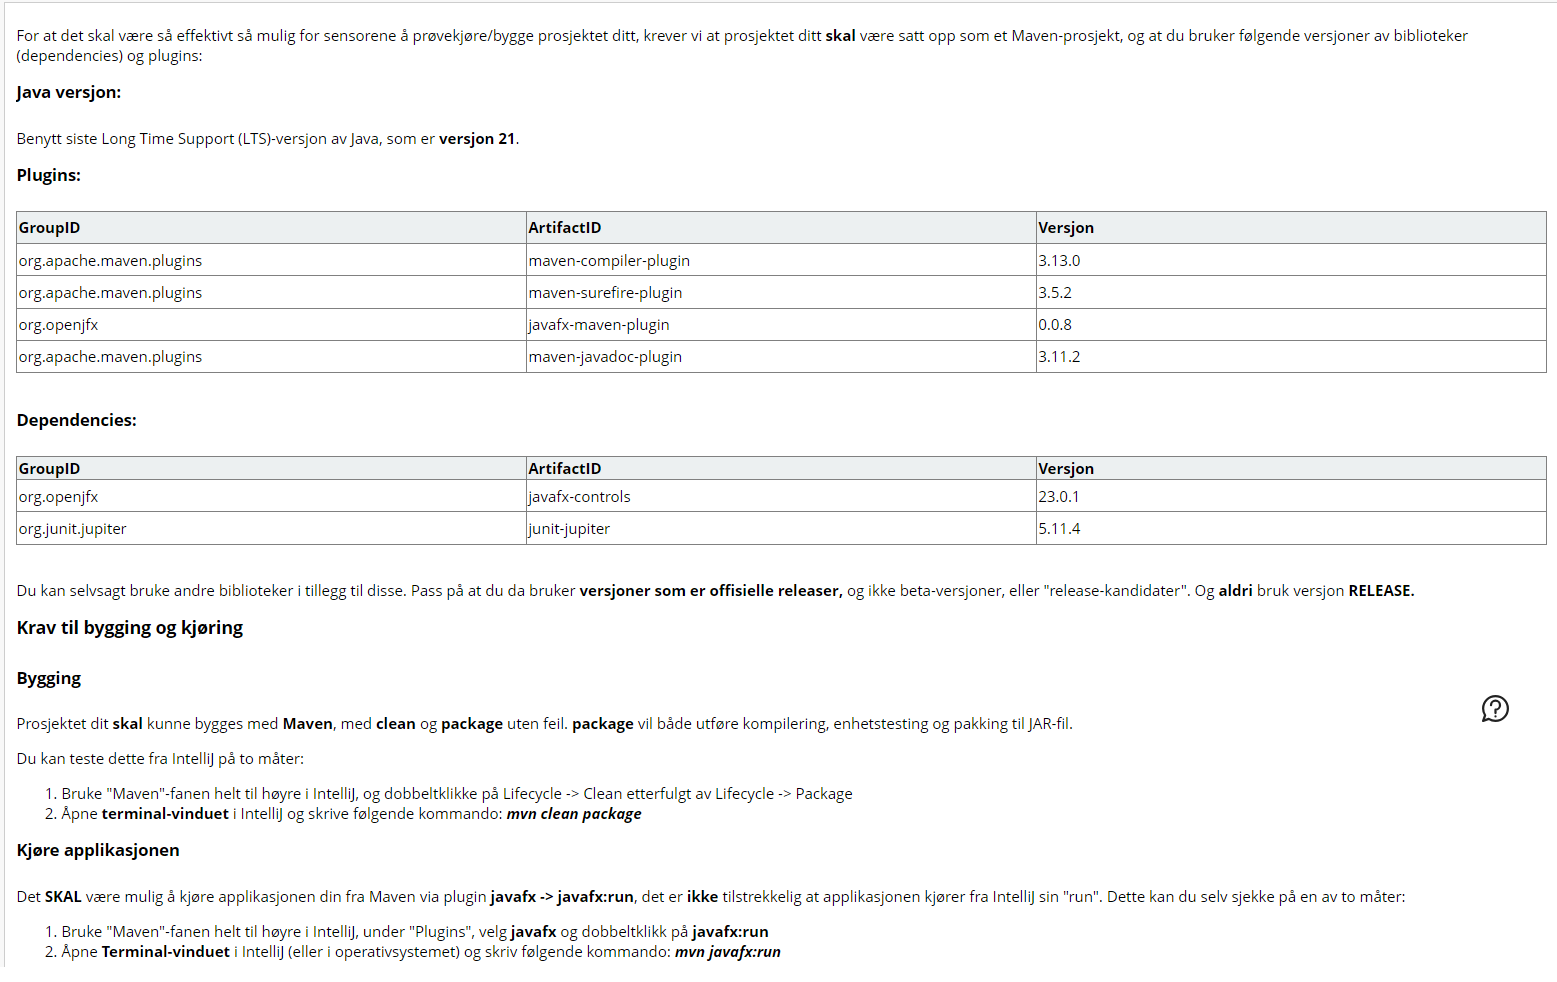 For at det skal være så effektivt så mulig for sensorene å prøvekjøre/bygge prosjektet ditt, krever vi at prosjektet ditt skal være satt opp som et Maven-prosjekt, og at du bruker følgende versjoner av biblioteker
(dependencies) og plugins:
Java versjon:
Benytt siste Long Time Support (LTS)-versjon av Java, som er versjon 21.
Plugins:
GroupID ArtifactID Versjon
org.apache.maven.plugins maven-compiler-plugin 3.13.0
org.apache.maven.plugins maven-surefire-plugin 3.5.2
org.openjfx javafx-maven-plugin 0.0.8
org.apache.maven.plugins maven-javadoc-plugin 3.11.2
Dependencies:
GroupID ArtifactID Versjon
org.openjfx javafx-controls 23.0.1
org.junit.jupiter junit-jupiter 5.11.4
Du kan selvsagt bruke andre biblioteker i tillegg til disse. Pass på at du da bruker versjoner som er offisielle releaser, og ikke beta-versjoner, eller "release-kandidater". Og aldri bruk versjon RELEASE.
Krav til bygging og kjøring
Bygging
Prosjektet dit skal kunne bygges med Maven, med clean og package uten feil. package vil både utføre kompilering, enhetstesting og pakking til JAR-fil.
Du kan teste dette fra IntelliJ på to måter:
1. Bruke "Maven"-fanen helt til høyre i IntelliJ, og dobbeltklikke på Lifecycle -> Clean etterfulgt av Lifecycle -> Package
2. Åpne terminal-vinduet i IntelliJ og skrive følgende kommando: mvn clean package
Kjøre applikasjonen
Det SKAL være mulig å kjøre applikasjonen din fra Maven via plugin javafx -> javafx:run, det er ikke tilstrekkelig at applikasjonen kjører fra IntelliJ sin "run". Dette kan du selv sjekke på en av to måter:
1. Bruke "Maven"-fanen helt til høyre i IntelliJ, under "Plugins", velg javafx og dobbeltklikk på javafx:run
2. Åpne Terminal-vinduet i IntelliJ (eller i operativsystemet) og skriv følgende kommando: mvn javafx:run